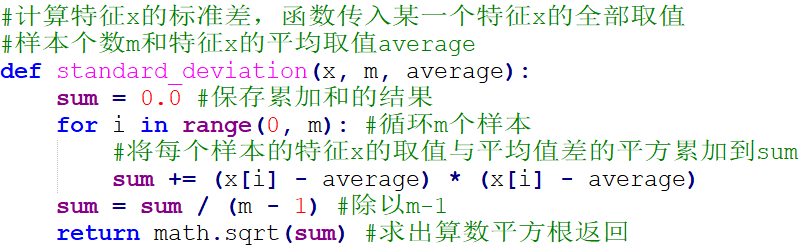 #计算特征x的标准差，函数传入某一个特征x的全部取值
#样本个数m和特征x的平均取值average
def standard_deviation(x, m, average):
    sum = 0.0 #保存累加和的结果
    for i in range(0, m): #循环m个样本
        #将每个样本的特征x的取值与平均值差的平方累加到sum
        sum += (x[i] - average) * (x[i] - average)
    sum = sum / (m - 1) #除以m-1
    return math.sqrt(sum) #求出算数平方根返回